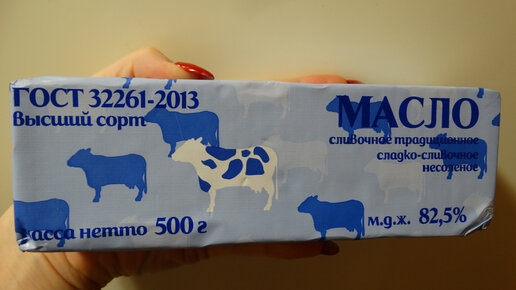 ГОСТ 32261-2013
Высший сорт
МАСЛО
сливочное традиционное
сладко-сливочное
несоленое
масса нетто 500 г
м.д.ж. 82,5%